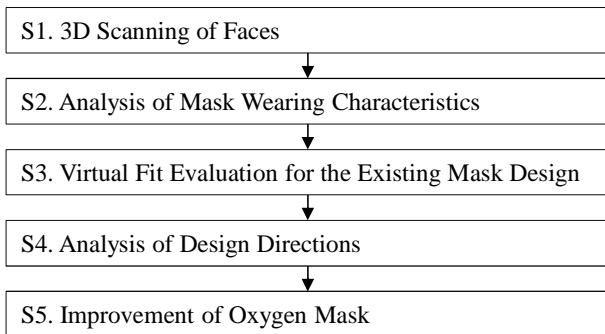 S1. 3D Scanning of Faces
S2. Analysis of Mask Wearing Characteristics
S3. Virtual Fit Evaluation for the Existing Mask Design
S4. Analysis of Design Directions
S5. Improvement of Oxygen Mask